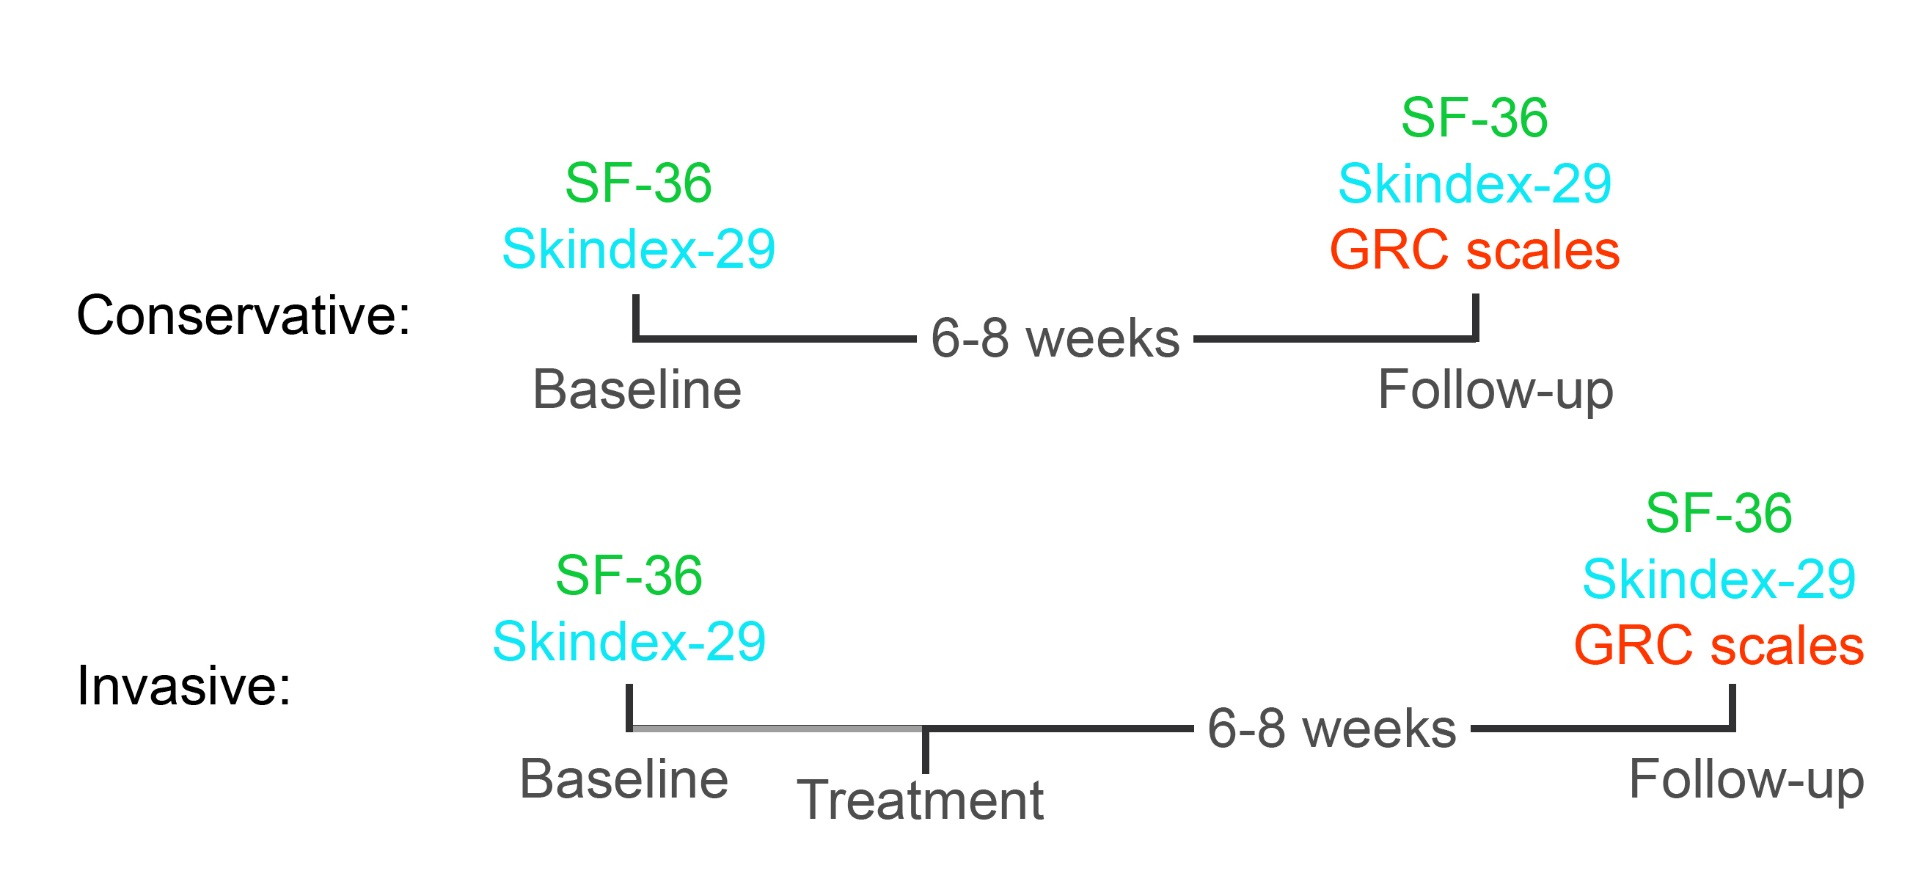 SF-36
Skindex-29
SF-36
Skindex-29
GRC scales
Conservative:
6-8 weeks
Baseline
Follow-up
SF-36
Skindex-29
SF-36
Skindex-29
GRC scales
Invasive:
6-8 weeks
Baseline
Treatment
Follow-up